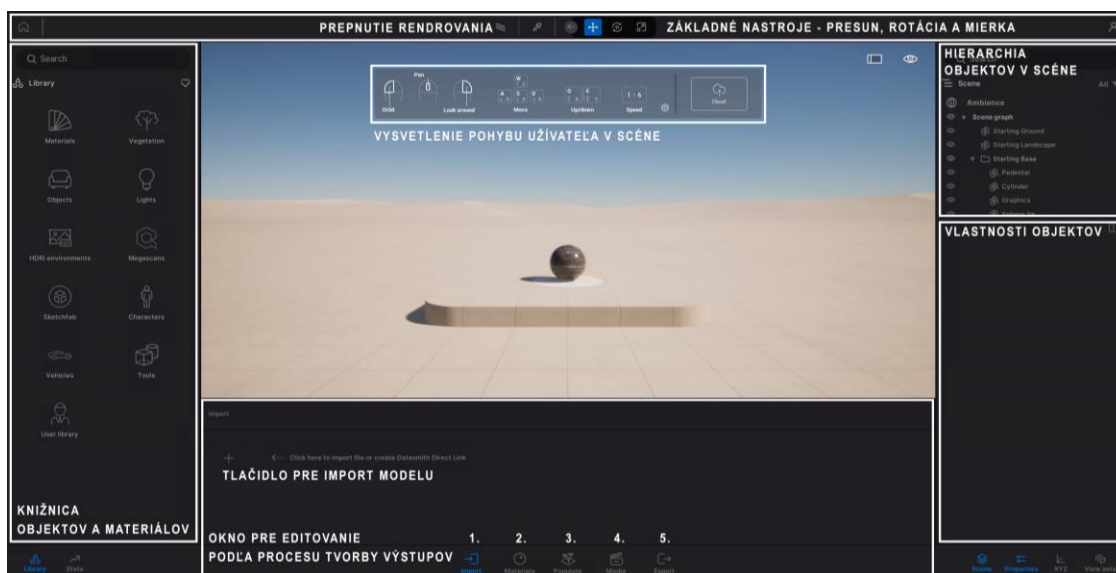 PREPNUTIE RENDROVANIA
ZÁKLADNÉ NASTROJE - PRESUN, ROTÁCIA A MIERKA
Search
Library
Materials
Vegetation
Objects
Lights
HDRI environments
Megascans
Sketchfab
Characters
Vehicles
Tools
User library
KNIŽNICA
OBJEKTOV A MATERIÁLOV
Library
Stats
Pan
Orbit
Look around
W
A S D
Move
Q E
Up/down
1 - 6
Speed
Cloud
VYSVETLENIE POHYBU UŽÍVATEĽA V SCÉNE
Import
Click here to import file or create Datasmith Direct Link
TLAČIDLO PRE IMPORT MODELU
OKNO PRE EDITOVANIE
PODĽA PROCESU TVORBY VÝSTUPOV
1. 2. 3. 4. 5.
Import
Materials
Populate
Media
Export
HIERARCHIA
OBJEKTOV V SCÉNE
Scene
All
Ambience
Scene graph
Starting Ground
Starting Landscape
Starting Base
Pedestal
Cylinder
Graphics
VLASTNOSTI OBJEKTOV
Scene
Properties
XYZ